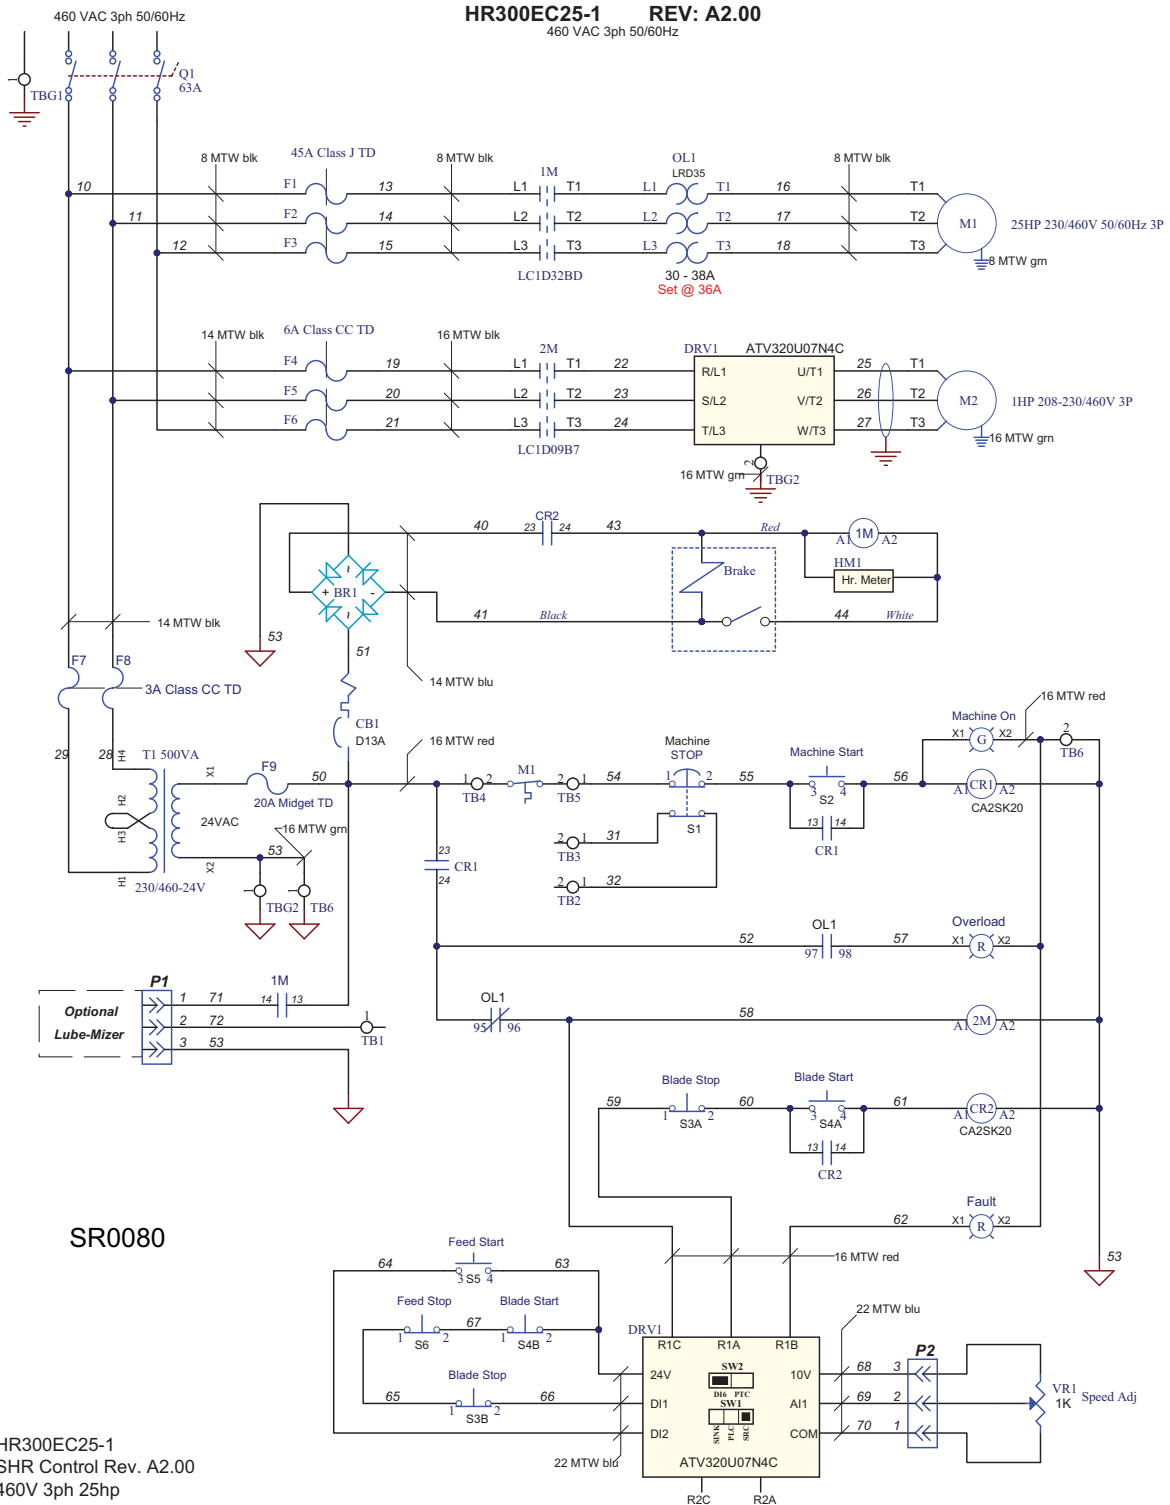 460 VAC 3ph 50/60Hz
HR300EC25-1 REV: A2.00
460 VAC 3ph 50/60Hz
1
TBG1
Q1
63A
8 MTW blk
45A Class J TD
8 MTW blk
1M
OL1
LRD35
8 MTW blk
10 F1 13 L1 T1 L1 T1 16 T1
11 F2 14 L2 T2 L2 T2 17 T2 M1 25HP 230/460V 50/60Hz 3P
12 F3 15 L3 T3 L3 T3 18 T3
8 MTW grn
LC1D32BD
30 - 38A
Set @ 36A
14 MTW blk
6A Class CC TD
16 MTW blk
2M
DRV1 ATV320U07N4C
F4 19 L1 T1 22 R/L1 U/T1 25 T1
F5 20 L2 T2 23 S/L2 V/T2 26 T2 M2 1HP 208-230/460V 3P
F6 21 L3 T3 24 T/L3 W/T3 27 T3
16 MTW grn
LC1D09B7
2
16 MTW grn TBG2
40 CR2 23 24 43 Red A1 1M A2
HM1
Hr. Meter
Brake
~
+ BR1 -
~
41 Black 44 White
14 MTW blk
53
51
14 MTW blu
F7 F8
3A Class CC TD
CB1
D13A
16 MTW red
29 28 H4
T1 500VA
X1
F9
50
20A Midget TD
H2
H3
24VAC
16 MTW grn
53
H1
X2
230/460-24V
1 1
TBG2 TB6
1 2
TB4
M1
2 1
TB5
54
Machine
STOP
1 2
S1
55
Machine Start
3 4
S2
13 14
CR1
56
Machine On
X1 G X2
16 MTW red
2
TB6
A1 CR1 A2
CA2SK20
2 1 31
TB3
2 1 32
TB2
23
CR1
24
52
OL1
97 98
57
Overload
X1 R X2
P1
Optional
Lube-Mizer
1 71
1M
14 13
2 72
1
TB1
3 53
OL1
95 96
58
A1 2M A2
59
Blade Stop
1 2
S3A
60
Blade Start
3 4
S4A
13 14
CR2
61
A1 CR2 A2
CA2SK20
62
Fault
X1 R X2
16 MTW red
53
SR0080
64
Feed Start
3 S5 4
63
Feed Stop
1 2
S6
67
Blade Start
1 2
S4B
65
Blade Stop
1 2
S3B
66
22 MTW blu
DRV1
R1C R1A R1B
24V
DI1
DI2
SW2
DI6 PTC
SW1
SINK PLC SRC
10V
AI1
COM
ATV320U07N4C
R2C R2A
22 MTW blu
P2
68 3
69 2
70 1
VR1
1K
Speed Adj
HR300EC25-1
SHR Control Rev. A2.00
460V 3ph 25hp